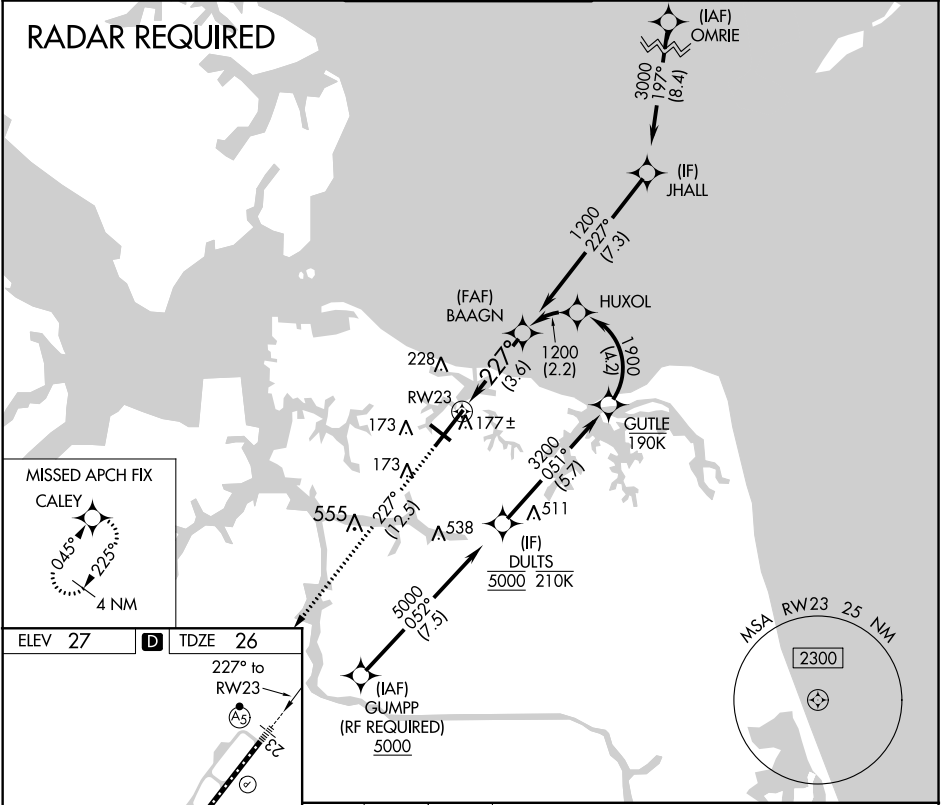 RADAR REQUIRED
(IAF)
OMRIE
3000
197°
(8.4)
(IF)
JHALL
1200
227°
(7.3)
(FAF)
BAAGN
HUXOL
1200
(2.2)
1900
(4.2)
228
227°
(3.6)
RW23
177±
173
GUTLE
190K
173
3200
051°
(5.7)
227°
(12.5)
555
538
511
(IF)
DULTS
5000 210K
MISSED APCH FIX
CALEY
045°
225°
4 NM
5000
052°
(7.5)
MSA RW23 25 NM
2300
ELEV 27
D
TDZE 26
227° to
RW23
A5
23
(IAF)
GUMPP
(RF REQUIRED)
5000